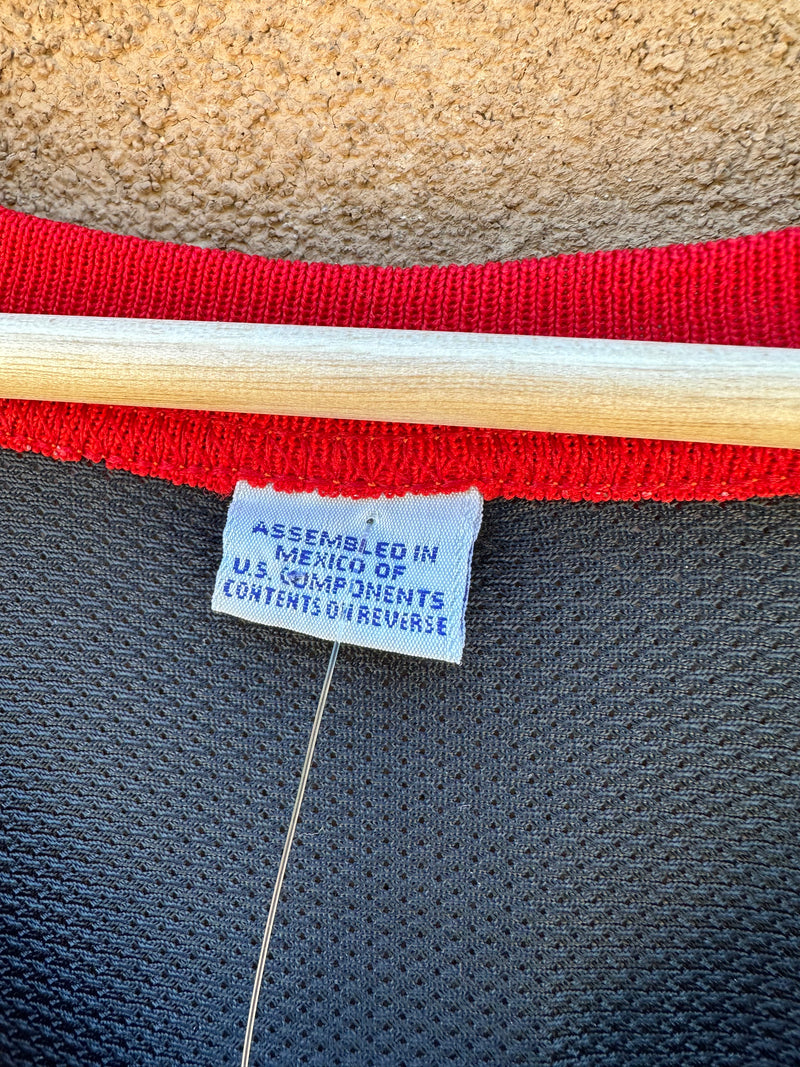 ASSEMBLED IN
MEXICO OF
U.S. COMPONENTS
CONTENTS ON REVERSE